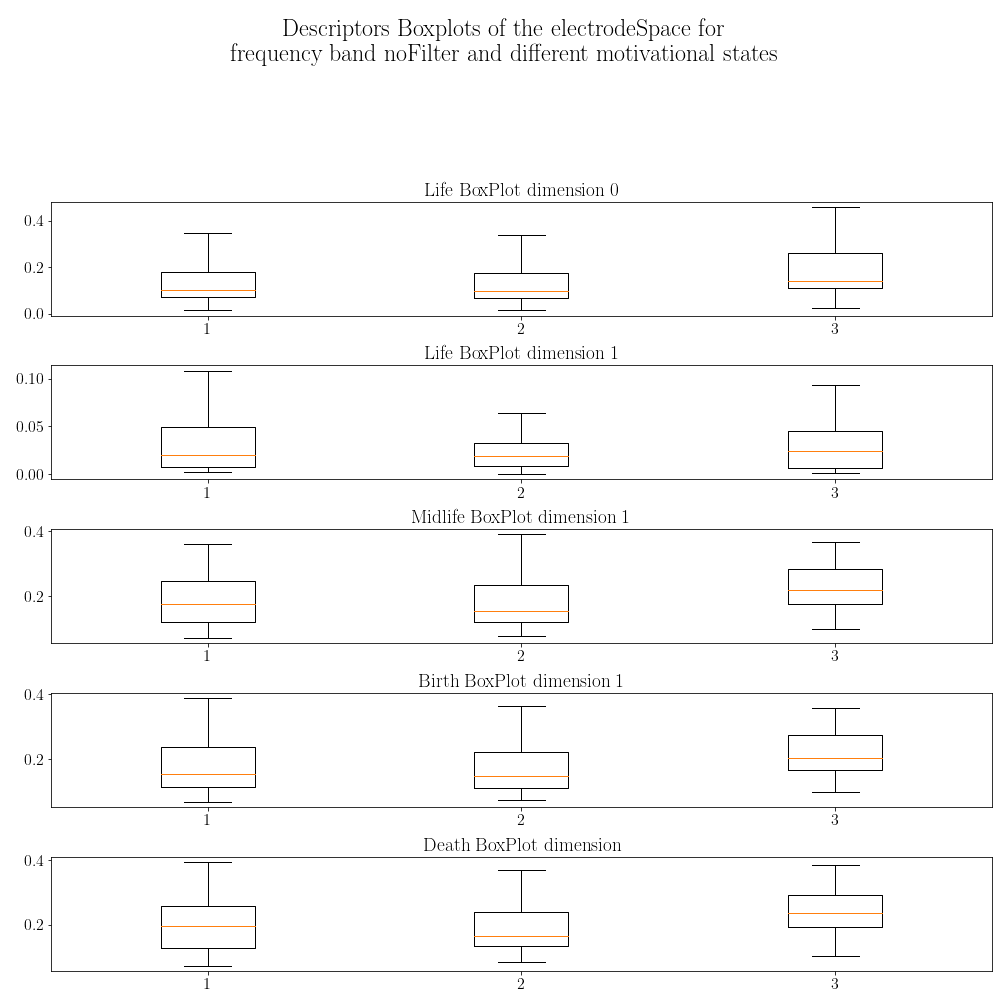 Descriptors Boxplots of the electrodeSpace for
frequency band noFilter and different motivational states
Life BoxPlot dimension 0
0.4
0.2
0.0
1 2 3
Life BoxPlot dimension 1
0.10
0.05
0.00
1 2 3
Midlife BoxPlot dimension 1
0.4
0.2
1 2 3
Birth BoxPlot dimension 1
0.4
0.2
1 2 3
Death BoxPlot dimension
0.4
0.2
1 2 3